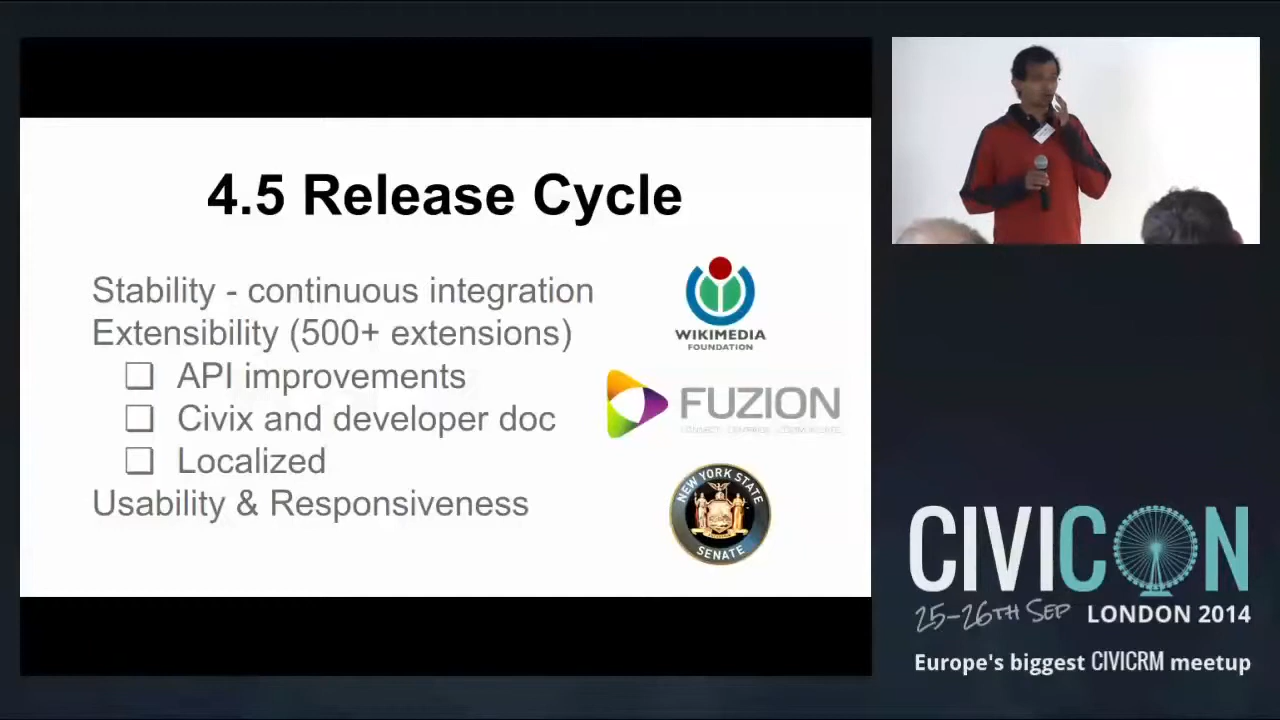 4.5 Release Cycle
Stability - continuous integration
Extensibility (500+ extensions)
API improvements
Civix and developer doc
Localized
Usability & Responsiveness
WIKIMEDIA
FOUNDATION
FUZION
NEW YORK STATE
SENATE
CIVICON
25-26TH SEP LONDON 2014
Europe's biggest CIVICRM meetup